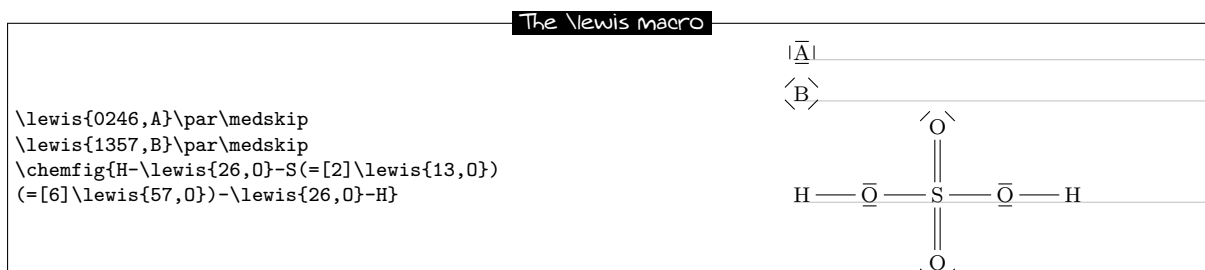 The \lewis macro
\lewis{0246,A}\par\medskip
\lewis{1357,B}\par\medskip
\chemfig{H-\lewis{26,O}-S(=[2]\lewis{13,O})
(=[6]\lewis{57,O})-\lewis{26,O}-H}
A
B
O
H O S O H
O